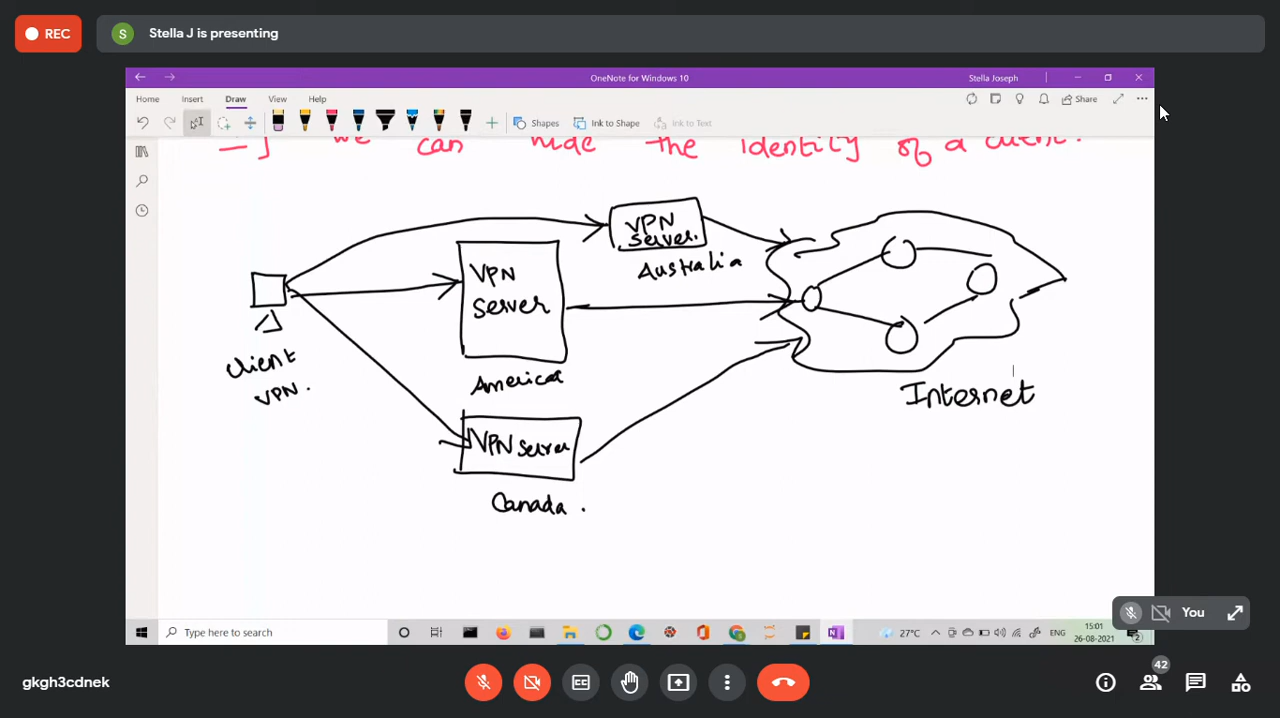 REC
S
Stella J is presenting
OneNote for Windows 10
Stella Joseph
Home Insert Draw View Help
Share
Shapes
Ink to Shape
Ink to Text
we can hide the identity of a client.
VPN
server.
Australia
VPN
Server
America
client
VPN.
Internet
VPN server
Canada.
You
Type here to search
27°C
ENG
15:01
26-08-2021
2
gkgh3cdnek
CC
42